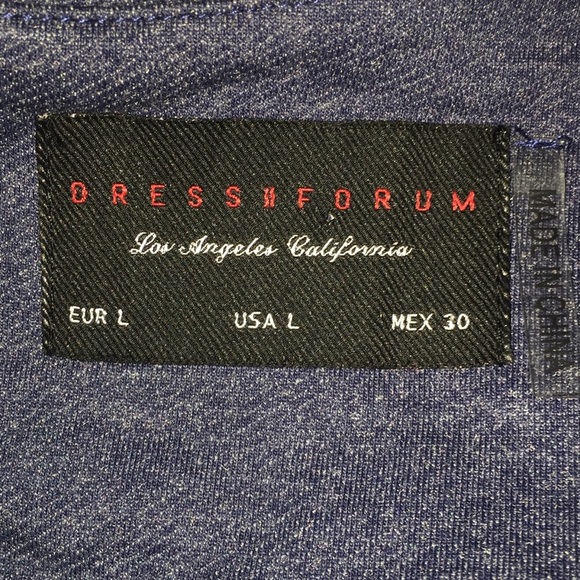 DRESS FORUM
Los Angeles California
EUR L USA L MEX 30
MADE IN CHINA